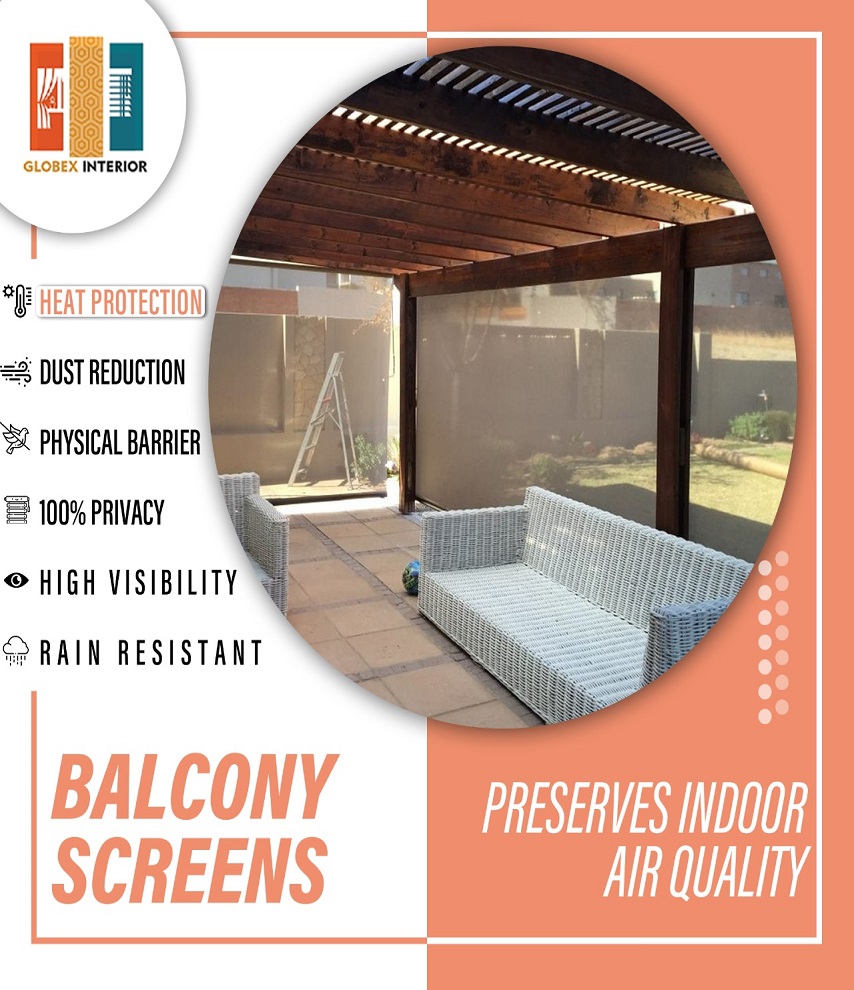 GLOBEX INTERIOR
HEAT PROTECTION
DUST REDUCTION
PHYSICAL BARRIER
100% PRIVACY
HIGH VISIBILITY
RAIN RESISTANT
BALCONY
SCREENS
PRESERVES INDOOR
AIR QUALITY